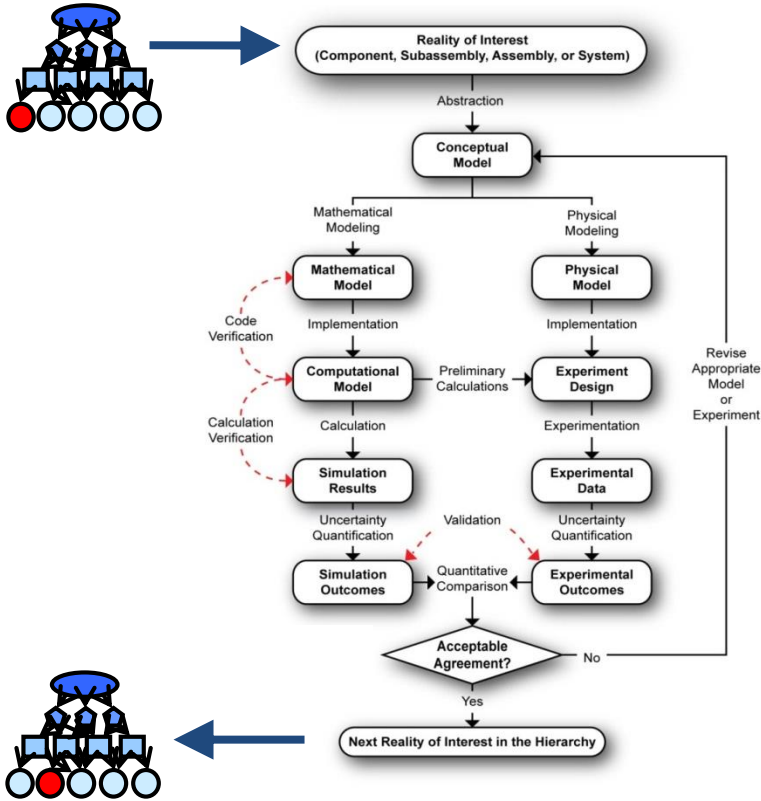 Reality of Interest
(Component, Subassembly, Assembly, or System)
Abstraction
Conceptual
Model
Mathematical
Modeling
Physical
Modeling
Mathematical
Model
Physical
Model
Code
Verification
Implementation
Implementation
Computational
Model
Preliminary
Calculations
Experiment
Design
Revise
Appropriate
Model
or
Experiment
Calculation
Verification
Calculation
Experimentation
Simulation
Results
Experimental
Data
Uncertainty
Quantification
Validation
Uncertainty
Quantification
Simulation
Outcomes
Quantitative
Comparison
Experimental
Outcomes
Acceptable
Agreement?
No
Yes
Next Reality of Interest in the Hierarchy